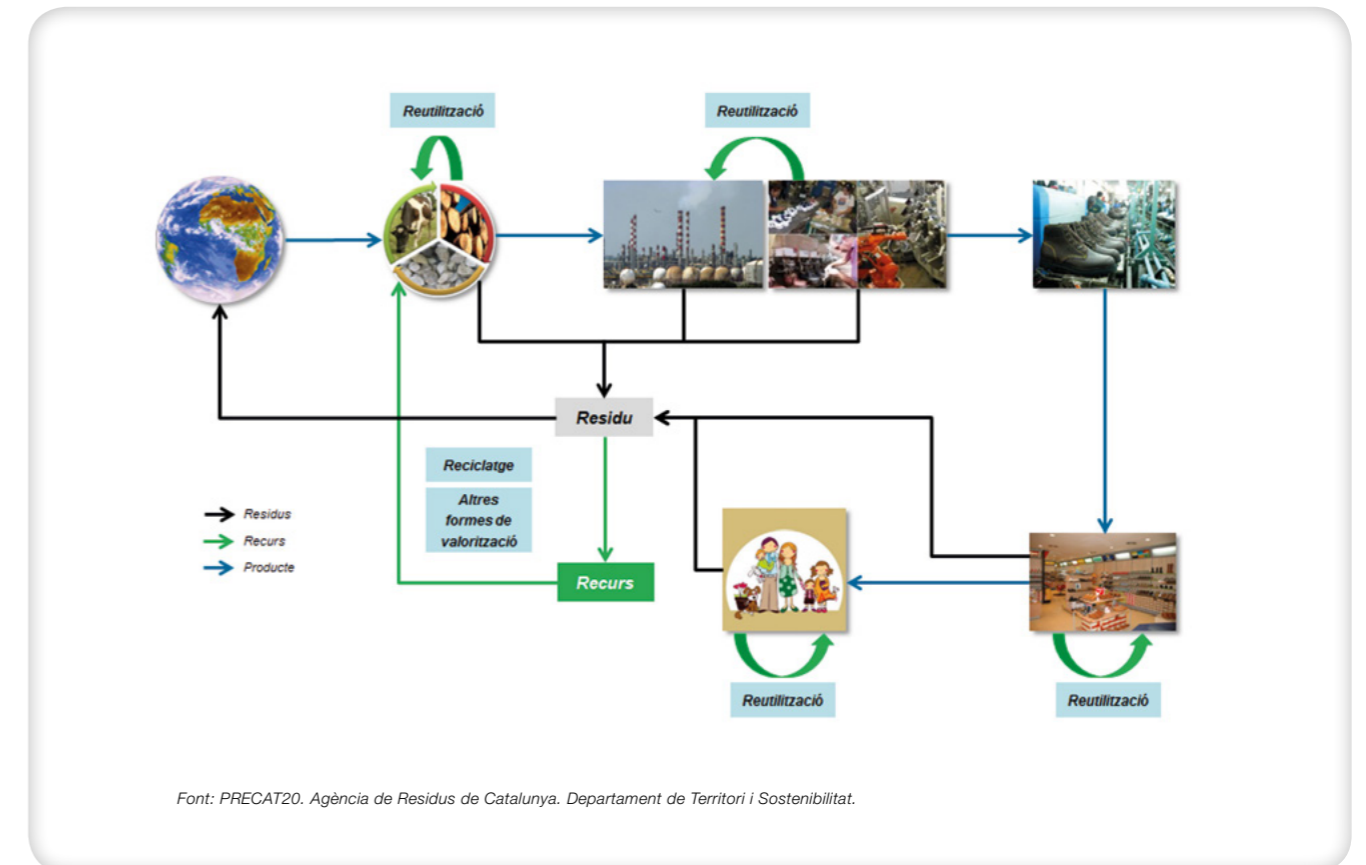 Reutilització
Reutilització
Residu
Reciclatge
Altres
formes de
valorització
Residus
Recurs
Producte
Recurs
Reutilització
Reutilització
Font: PRECAT20. Agència de Residus de Catalunya. Departament de Territori i Sostenibilitat.